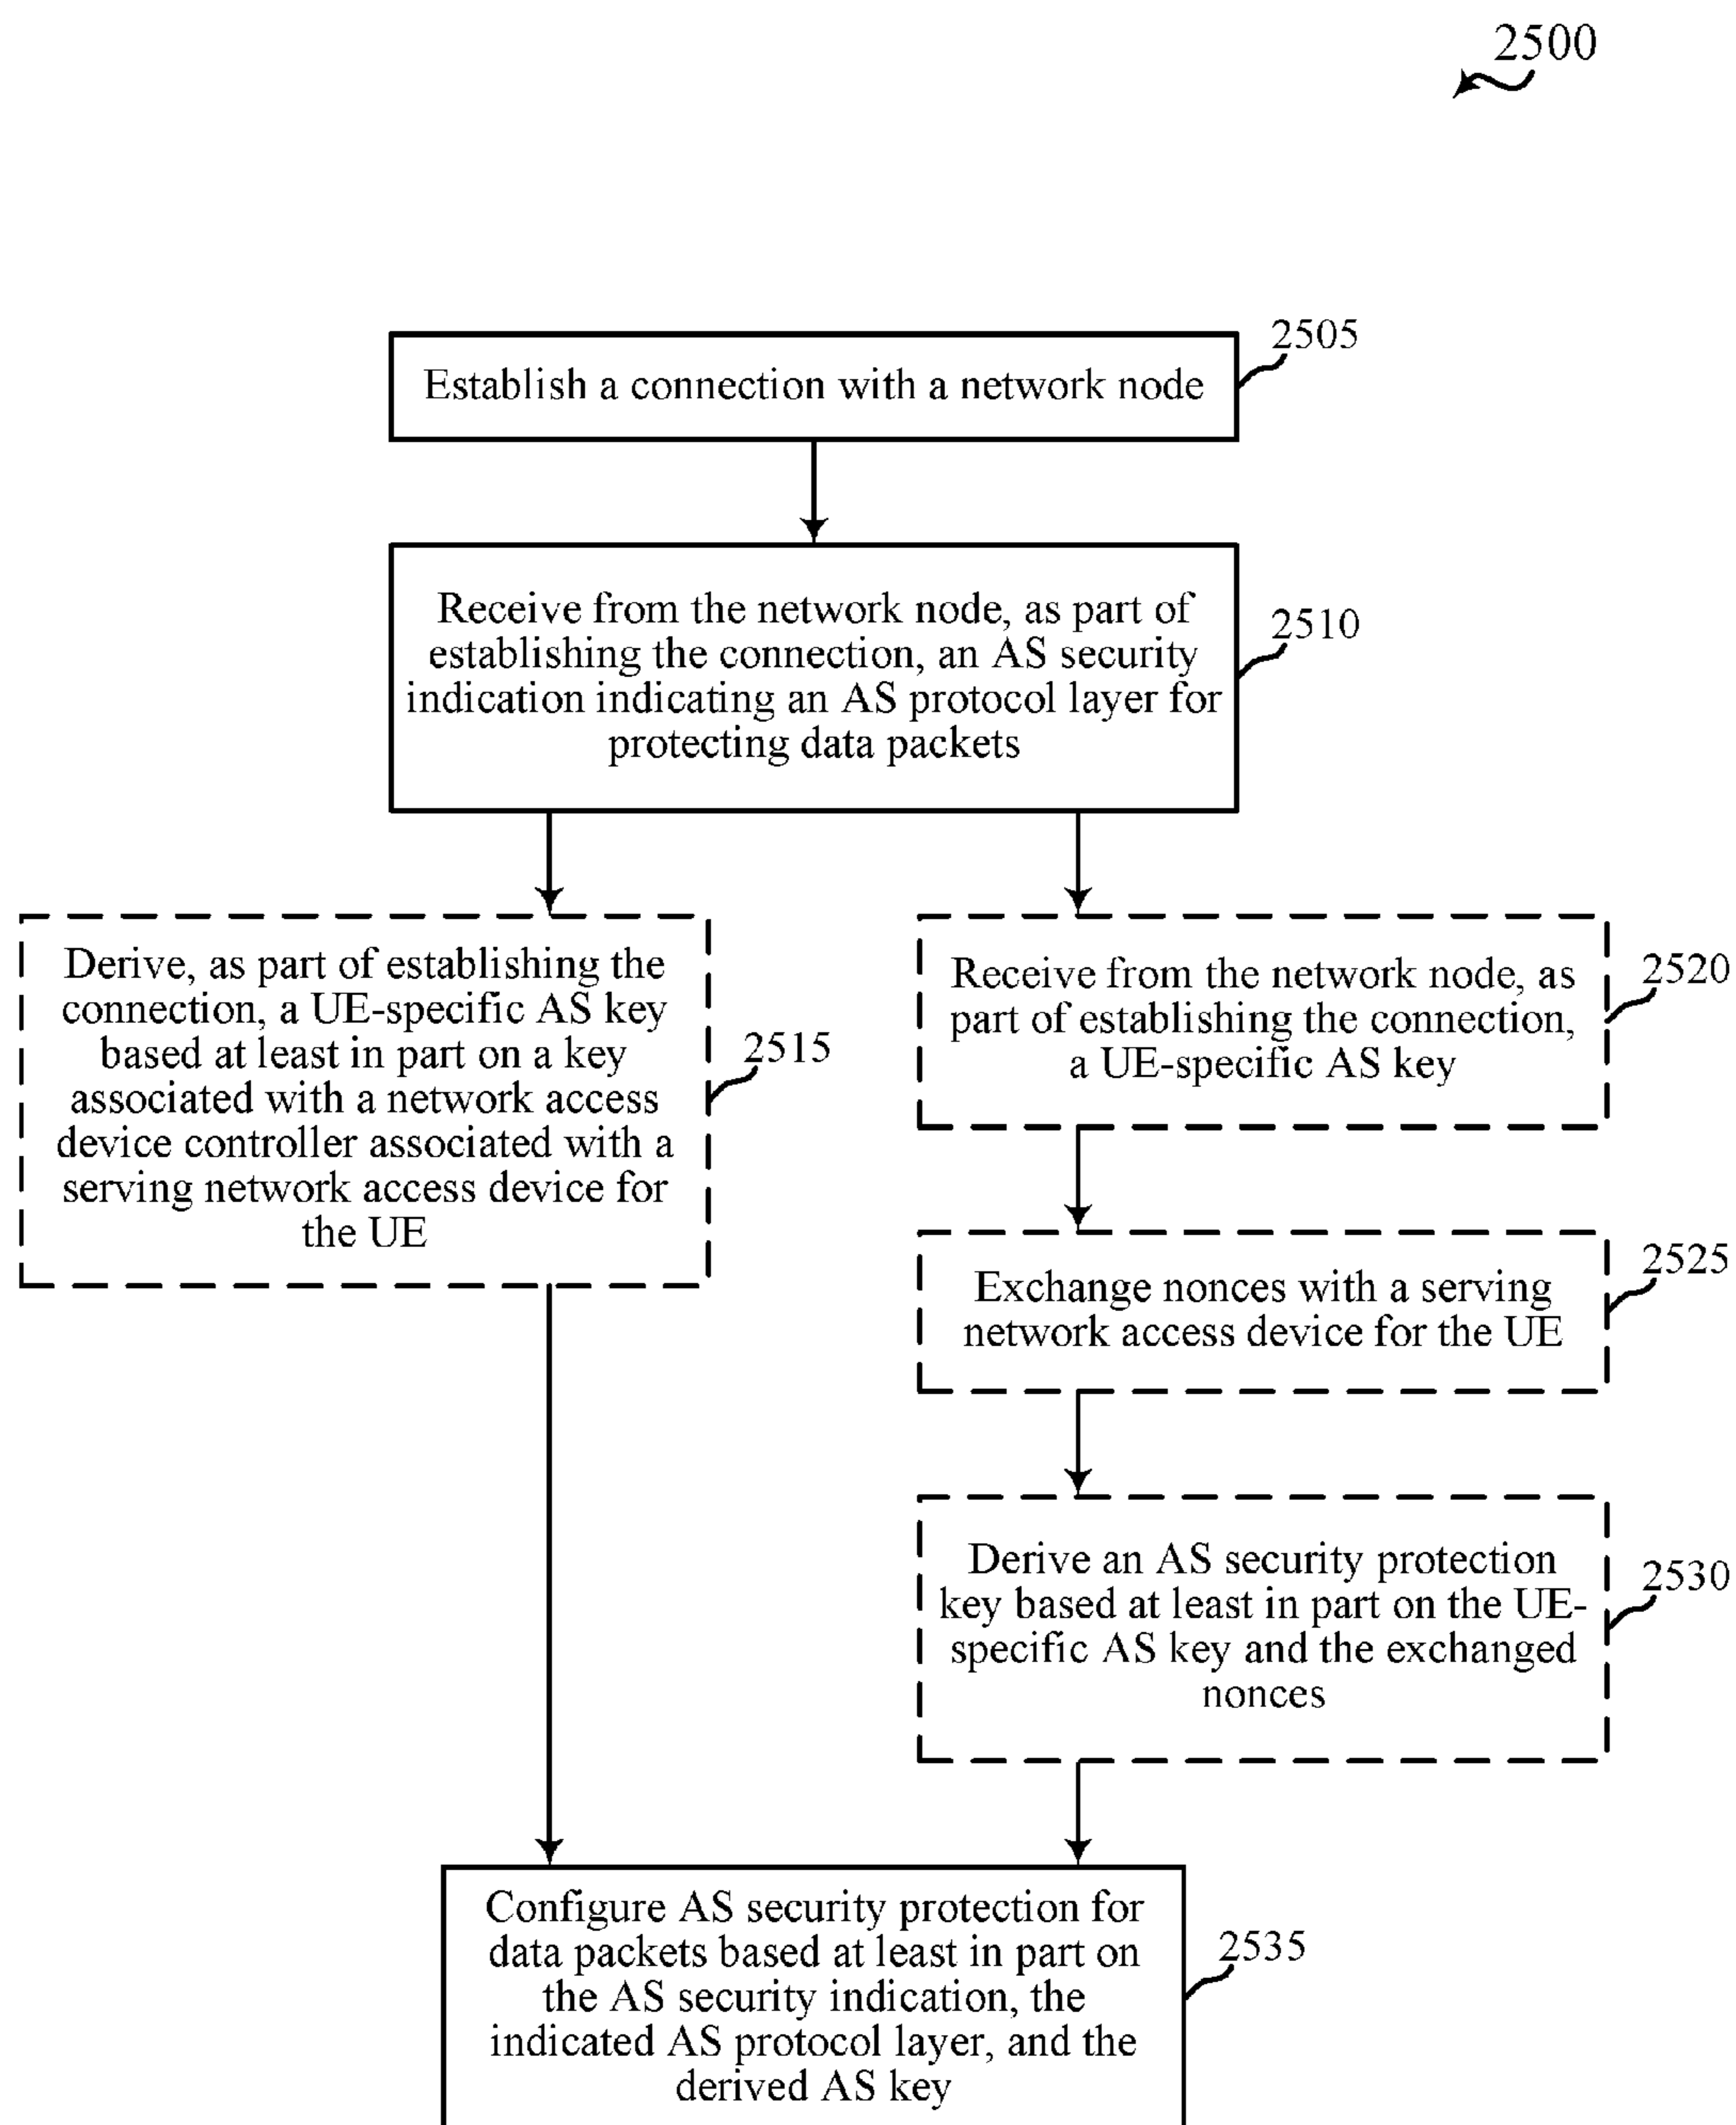 2500
2505
Establish a connection with a network node
2510
Receive from the network node, as part of
establishing the connection, an AS security
indication indicating an AS protocol layer for
protecting data packets
Derive, as part of establishing the
connection, a UE-specific AS key
based at least in part on a key
associated with a network access
device controller associated with a
serving network access device for
the UE
2515
2520
Receive from the network node, as
part of establishing the connection,
a UE-specific AS key
2525
Exchange nonces with a serving
network access device for the UE
2530
Derive an AS security protection
key based at least in part on the UE-
specific AS key and the exchanged
nonces
2535
Configure AS security protection for
data packets based at least in part on
the AS security indication, the
indicated AS protocol layer, and the
derived AS key